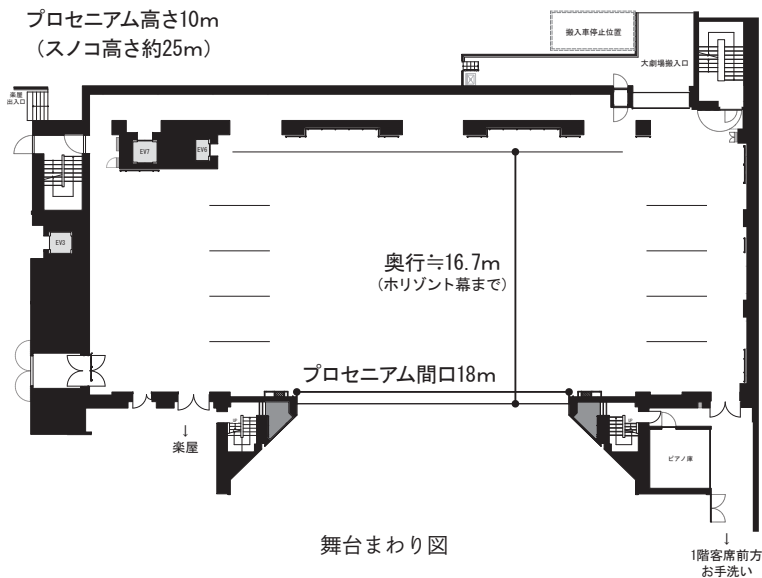 プロセニアム高さ10m
（スノコ高さ約25m）
搬入車停止位置
大劇場搬入口
楽屋
出入口
EV7
EV6
EV3
奥行≒16.7m
（ホリゾント幕まで）
プロセニアム間口18m
↓
楽屋
ピアノ庫
舞台まわり図
↓
1階客席前方
お手洗い